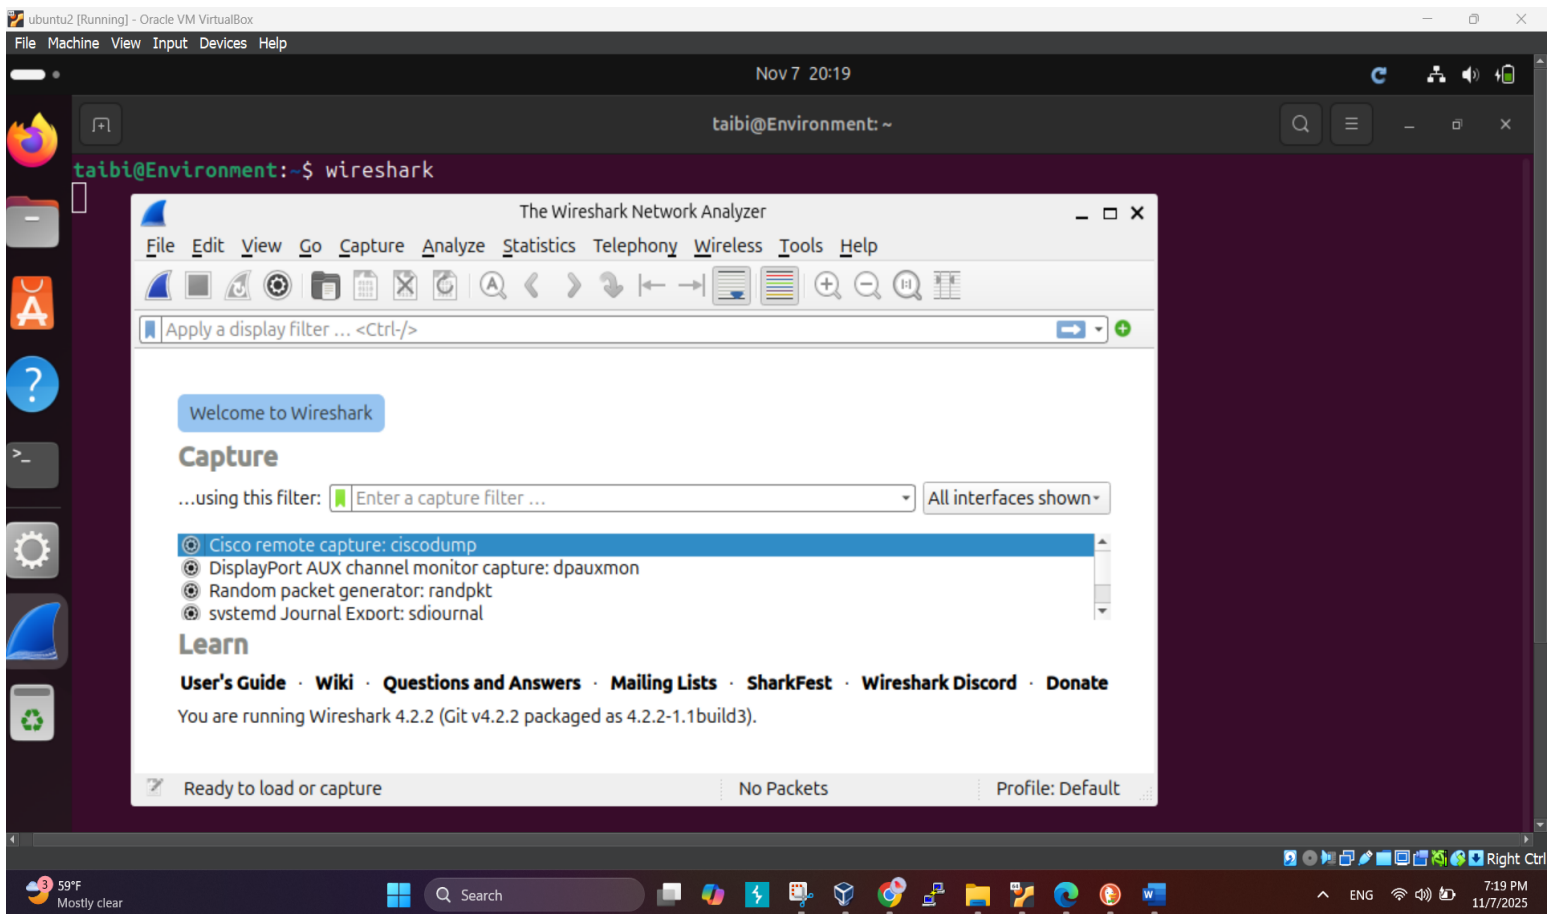 ubuntu2 [Running] - Oracle VM VirtualBox
File Machine View Input Devices Help
Nov 7 20:19
taibi@Environment: ~
taibi@Environment:~$ wireshark
The Wireshark Network Analyzer
File Edit View Go Capture Analyze Statistics Telephony Wireless Tools Help
Apply a display filter … <Ctrl-/>
Welcome to Wireshark
Capture
…using this filter: Enter a capture filter … All interfaces shown
Cisco remote capture: ciscodump
DisplayPort AUX channel monitor capture: dpauxmon
Random packet generator: randpkt
systemd Journal Export: sdjournal
Learn
User's Guide · Wiki · Questions and Answers · Mailing Lists · SharkFest · Wireshark Discord · Donate
You are running Wireshark 4.2.2 (Git v4.2.2 packaged as 4.2.2-1.1build3).
Ready to load or capture No Packets Profile: Default
Right Ctrl
3 59°F
Mostly clear
Search
ENG
7:19 PM
11/7/2025